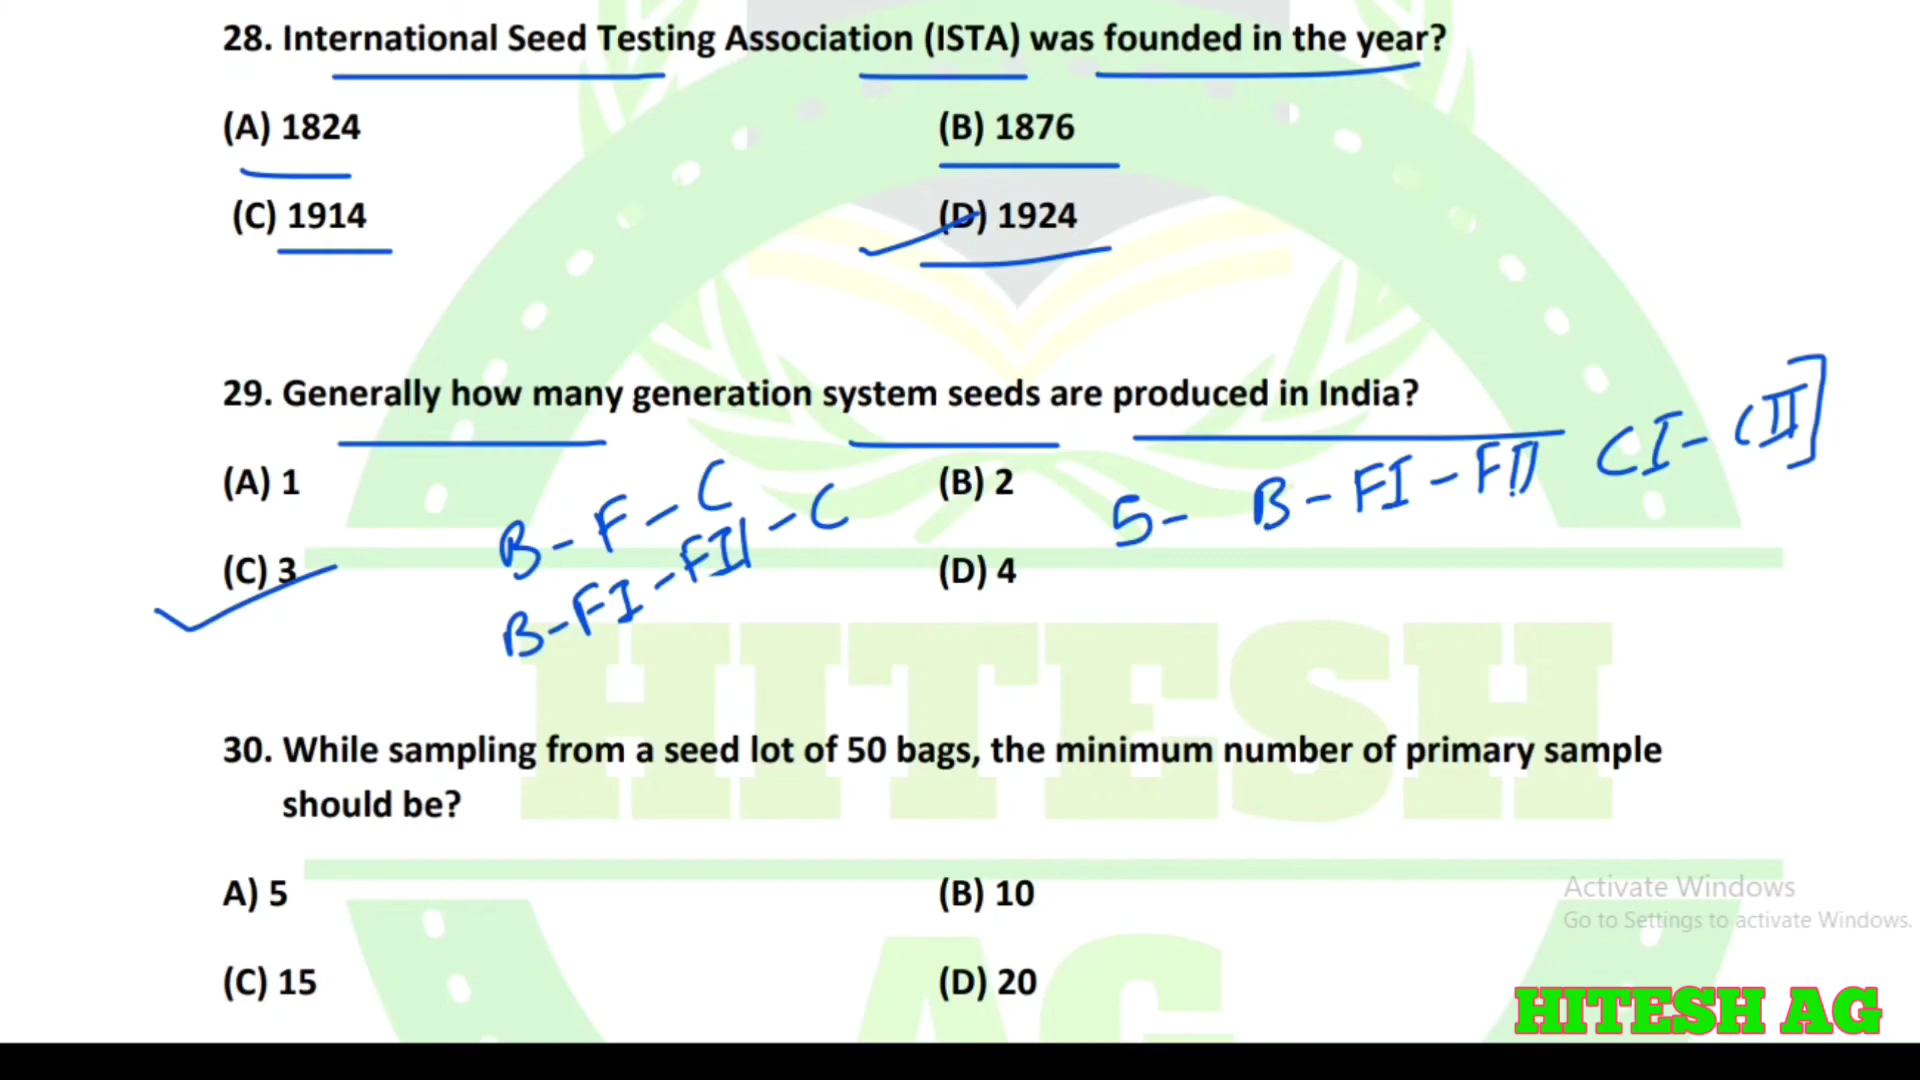 28. International Seed Testing Association (ISTA) was founded in the year?
(A) 1824 (B) 1876
(C) 1914 (D) 1924
29. Generally how many generation system seeds are produced in India?
(A) 1 (B) 2
B - F - C
5 - B - FI - FII CI - CII]
(C) 3 (D) 4
B - FI - FII - C
HITESH
30. While sampling from a seed lot of 50 bags, the minimum number of primary sample
should be?
A) 5 (B) 10
Activate Windows
Go to Settings to activate Windows.
(C) 15 (D) 20
AG
HITESH AG